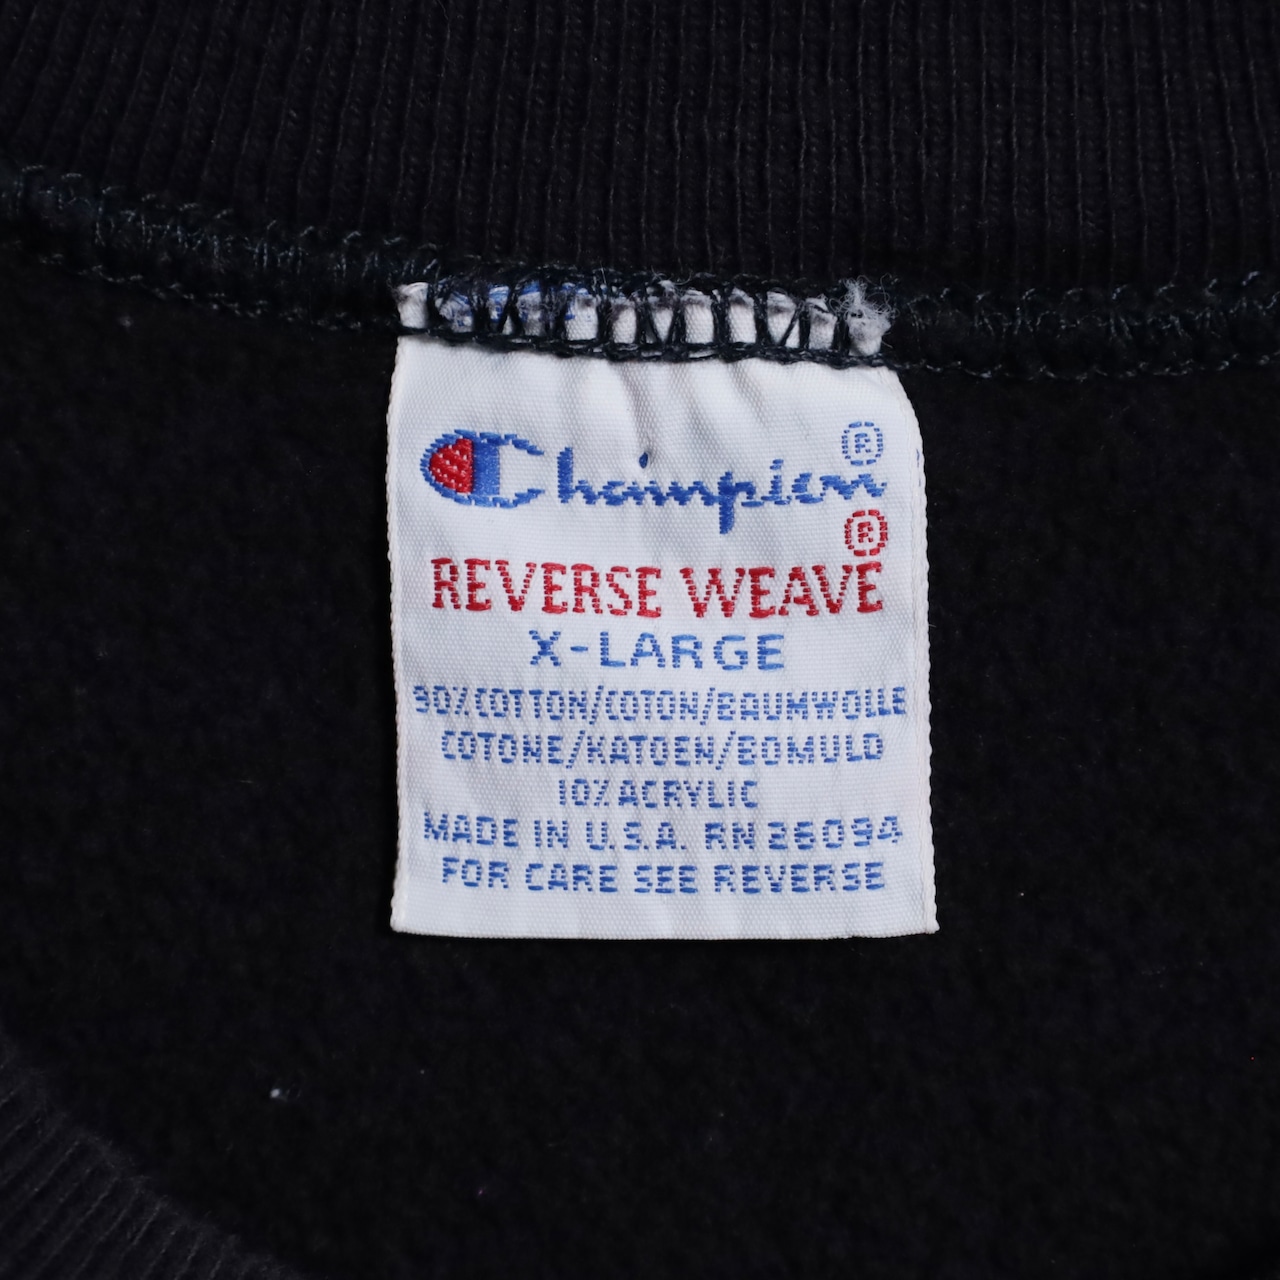 Champion®
REVERSE WEAVE®
X-LARGE
90% COTTON/COTON/BAUMWOLLE
COTONE/KATOEN/BOMULD
10% ACRYLIC
MADE IN U.S.A. RN 26094
FOR CARE SEE REVERSE